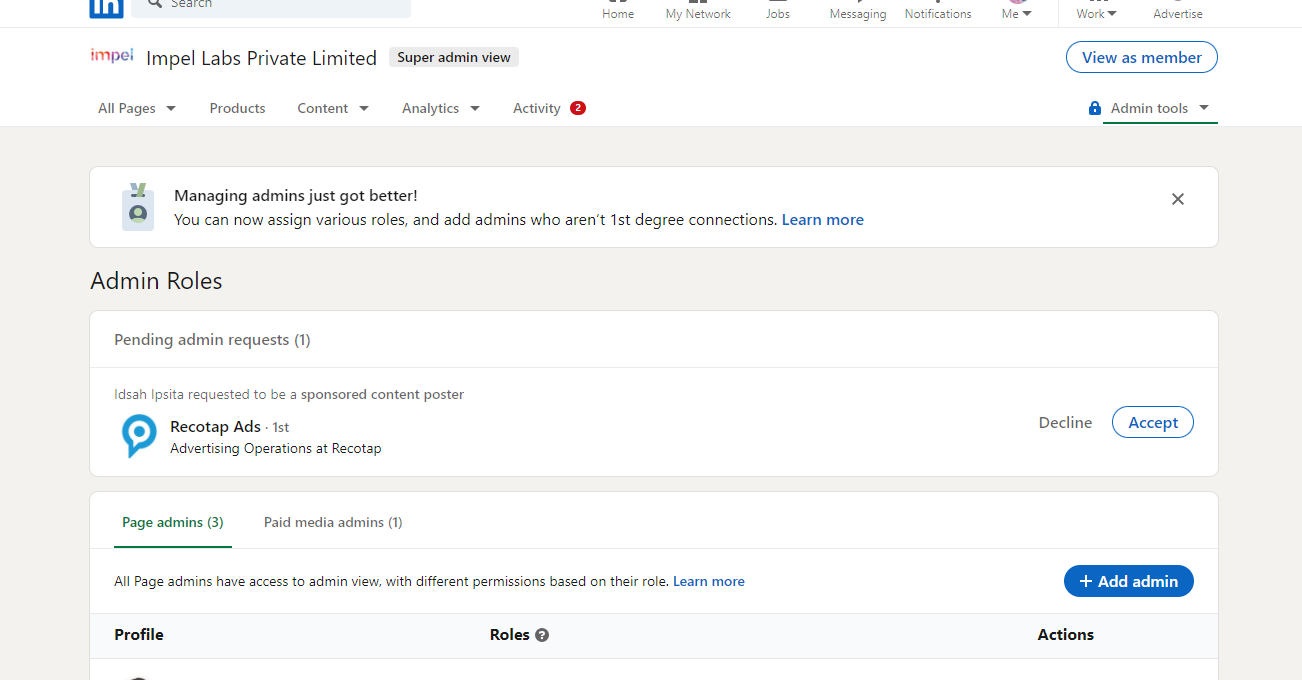 in
Search
Home
My Network
Jobs
Messaging
Notifications
Me
Work
Advertise
impel
Impel Labs Private Limited
Super admin view
View as member
All Pages
Products
Content
Analytics
Activity
2
Admin tools
Managing admins just got better!
You can now assign various roles, and add admins who aren’t 1st degree connections. Learn more
Admin Roles
Pending admin requests (1)
Idsah Ipsita requested to be a sponsored content poster
Recotap Ads · 1st
Advertising Operations at Recotap
Decline
Accept
Page admins (3)
Paid media admins (1)
All Page admins have access to admin view, with different permissions based on their role. Learn more
+ Add admin
Profile
Roles ?
Actions